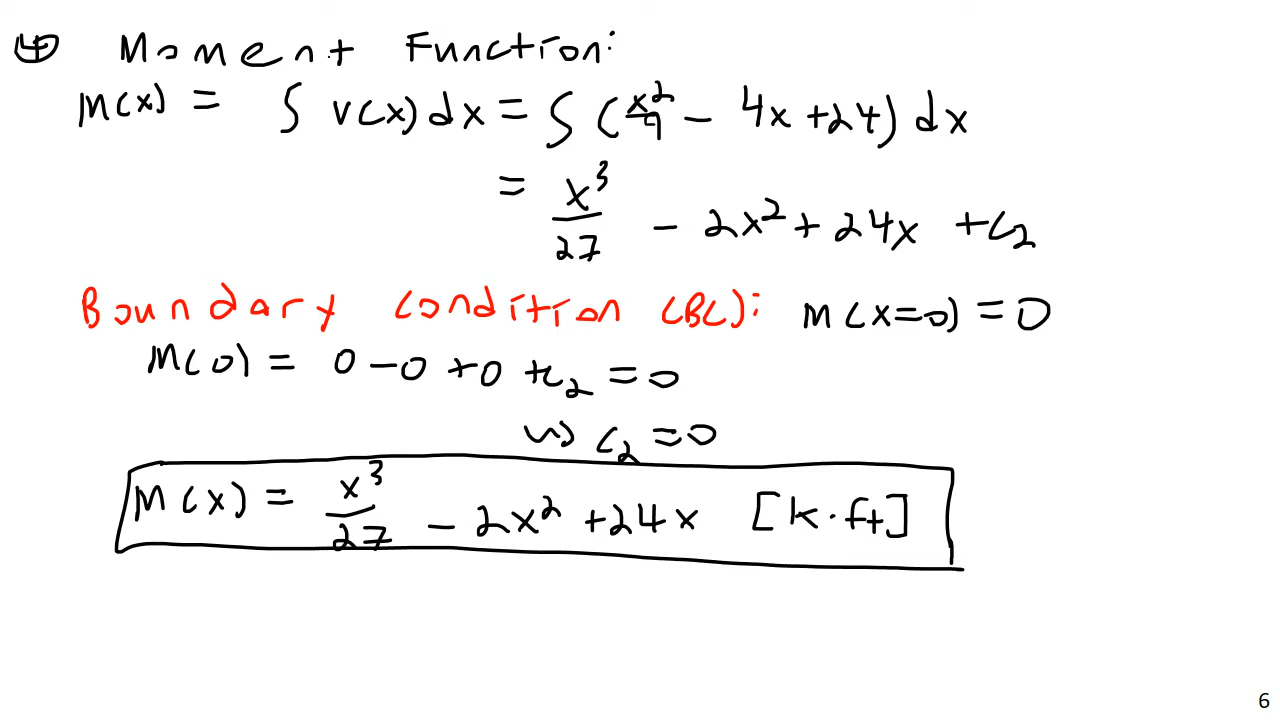 ④ Moment Function:
M(x) = ∫ V(x) dx = ∫ (x²/9 - 4x + 24) dx
= x³/27 - 2x² + 24x + C₂
Boundary Condition (BC): M(x=0) = 0
M(0) = 0 - 0 + 0 + C₂ = 0
↝ C₂ = 0
M(x) = x³/27 - 2x² + 24x [k·ft]
6